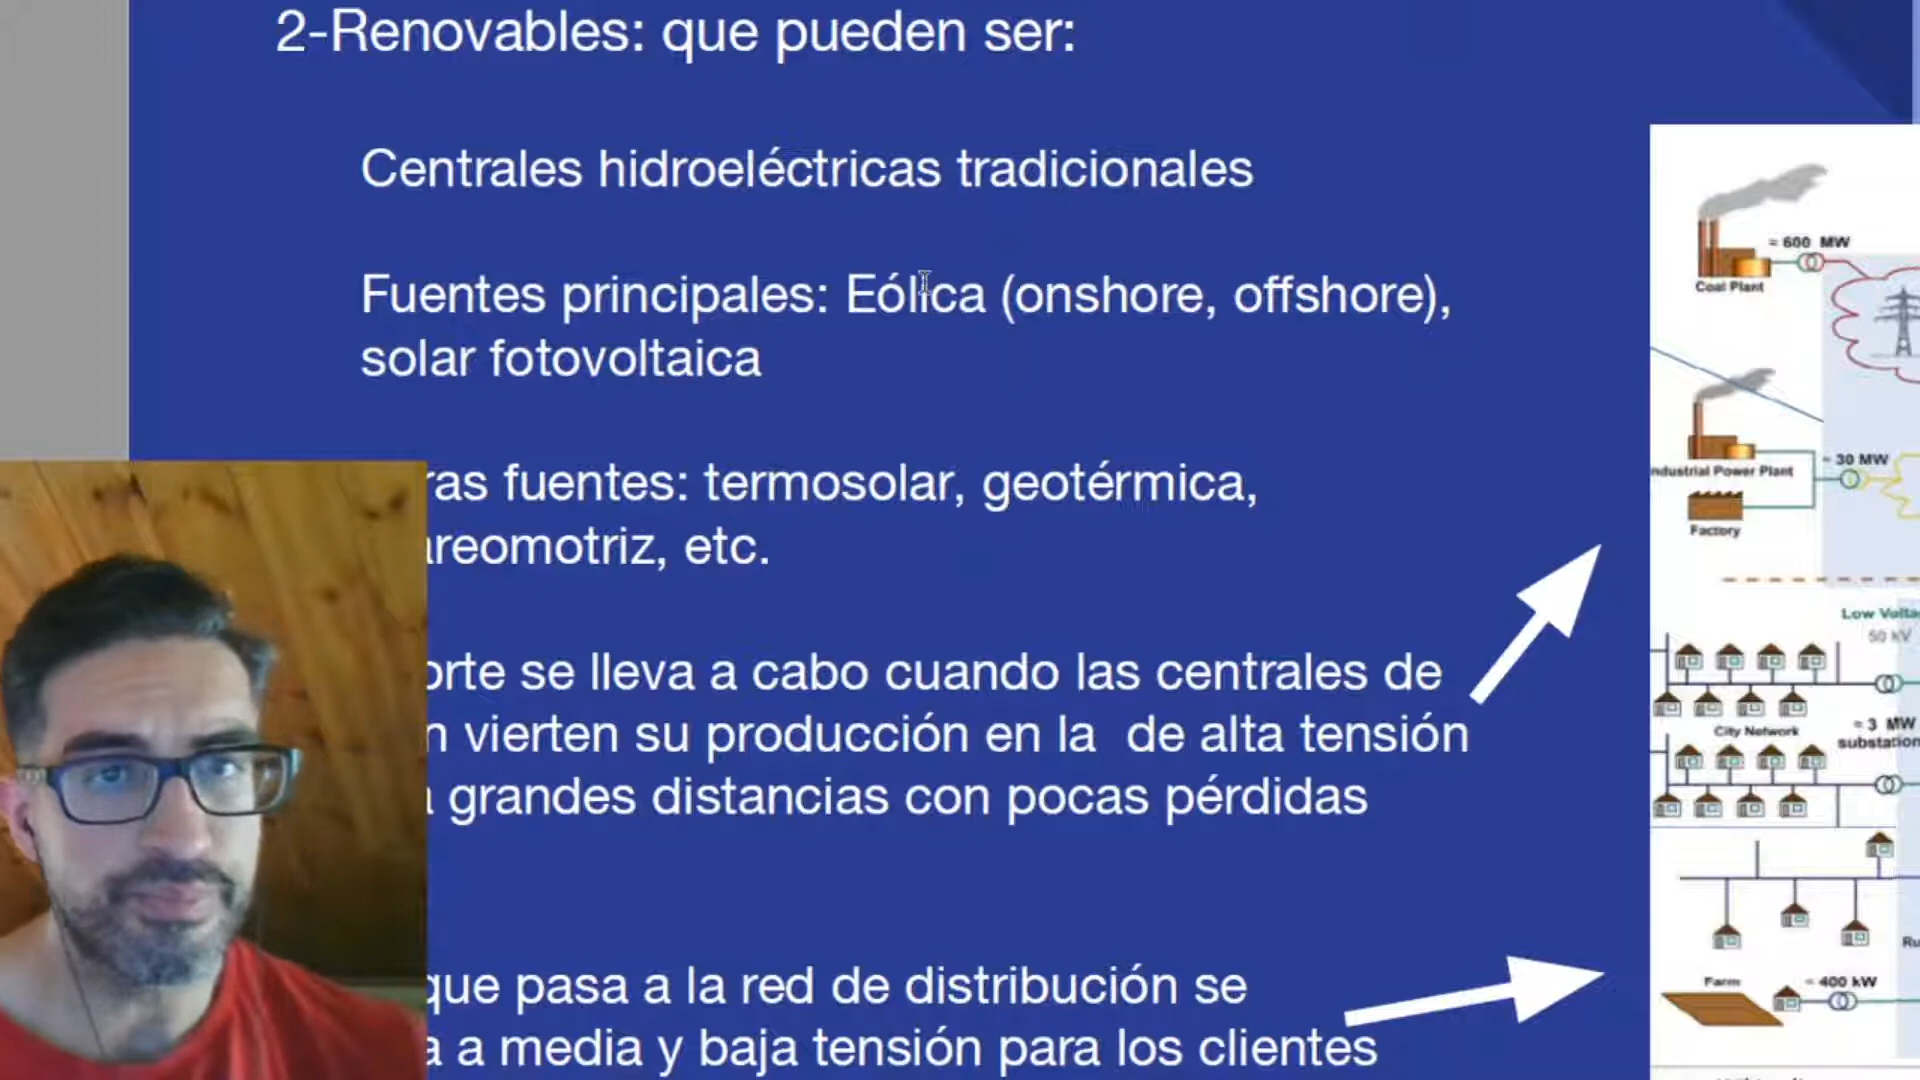 2-Renovables: que pueden ser:
Centrales hidroeléctricas tradicionales
Fuentes principales: Eólica (onshore, offshore),
solar fotovoltaica
ras fuentes: termosolar, geotérmica,
areomotriz, etc.
orte se lleva a cabo cuando las centrales de
n vierten su producción en la  de alta tensión
a grandes distancias con pocas pérdidas
que pasa a la red de distribución se
a a media y baja tensión para los clientes
≈ 600 MW
Coal Plant
≈ 30 MW
ndustrial Power Plant
Factory
Low Volta
50 kV
≈ 3 MW
substation
City Network
Ru
Farm
≈ 400 kW